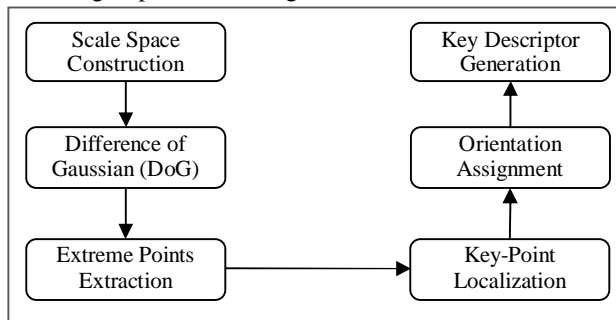 Scale Space
Construction
Difference of
Gaussian (DoG)
Extreme Points
Extraction
Key-Point
Localization
Orientation
Assignment
Key Descriptor
Generation